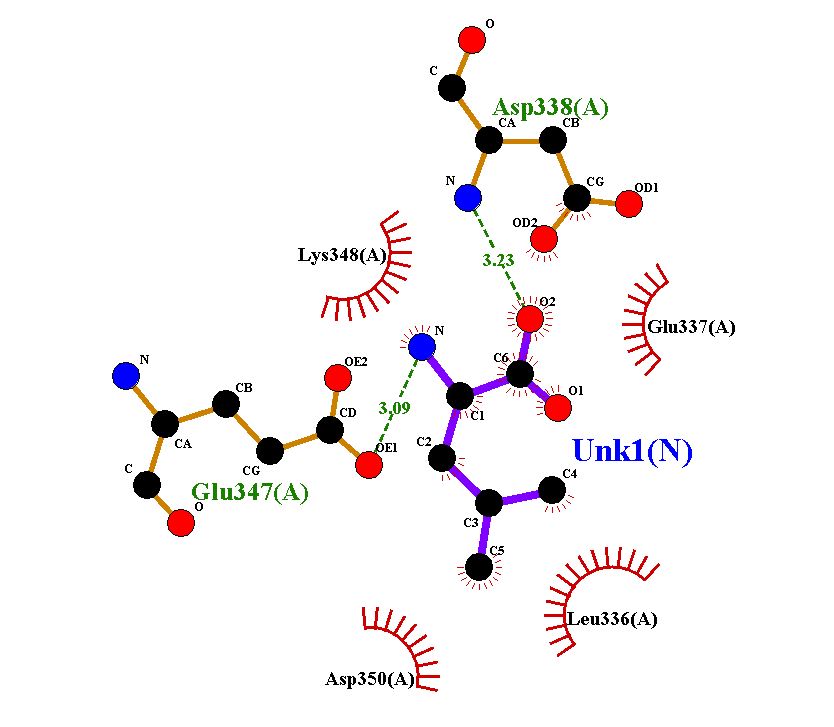 O
C
Asp338(A)
CA
CB
N
CG
OD1
OD2
Lys348(A)
3.23
O2
Glu337(A)
N
C6
O1
N
OE2
CB
CD
3.09
C1
CA
CG
OE1
C2
Unk1(N)
C
Glu347(A)
O
C4
C3
C5
Leu336(A)
Asp350(A)